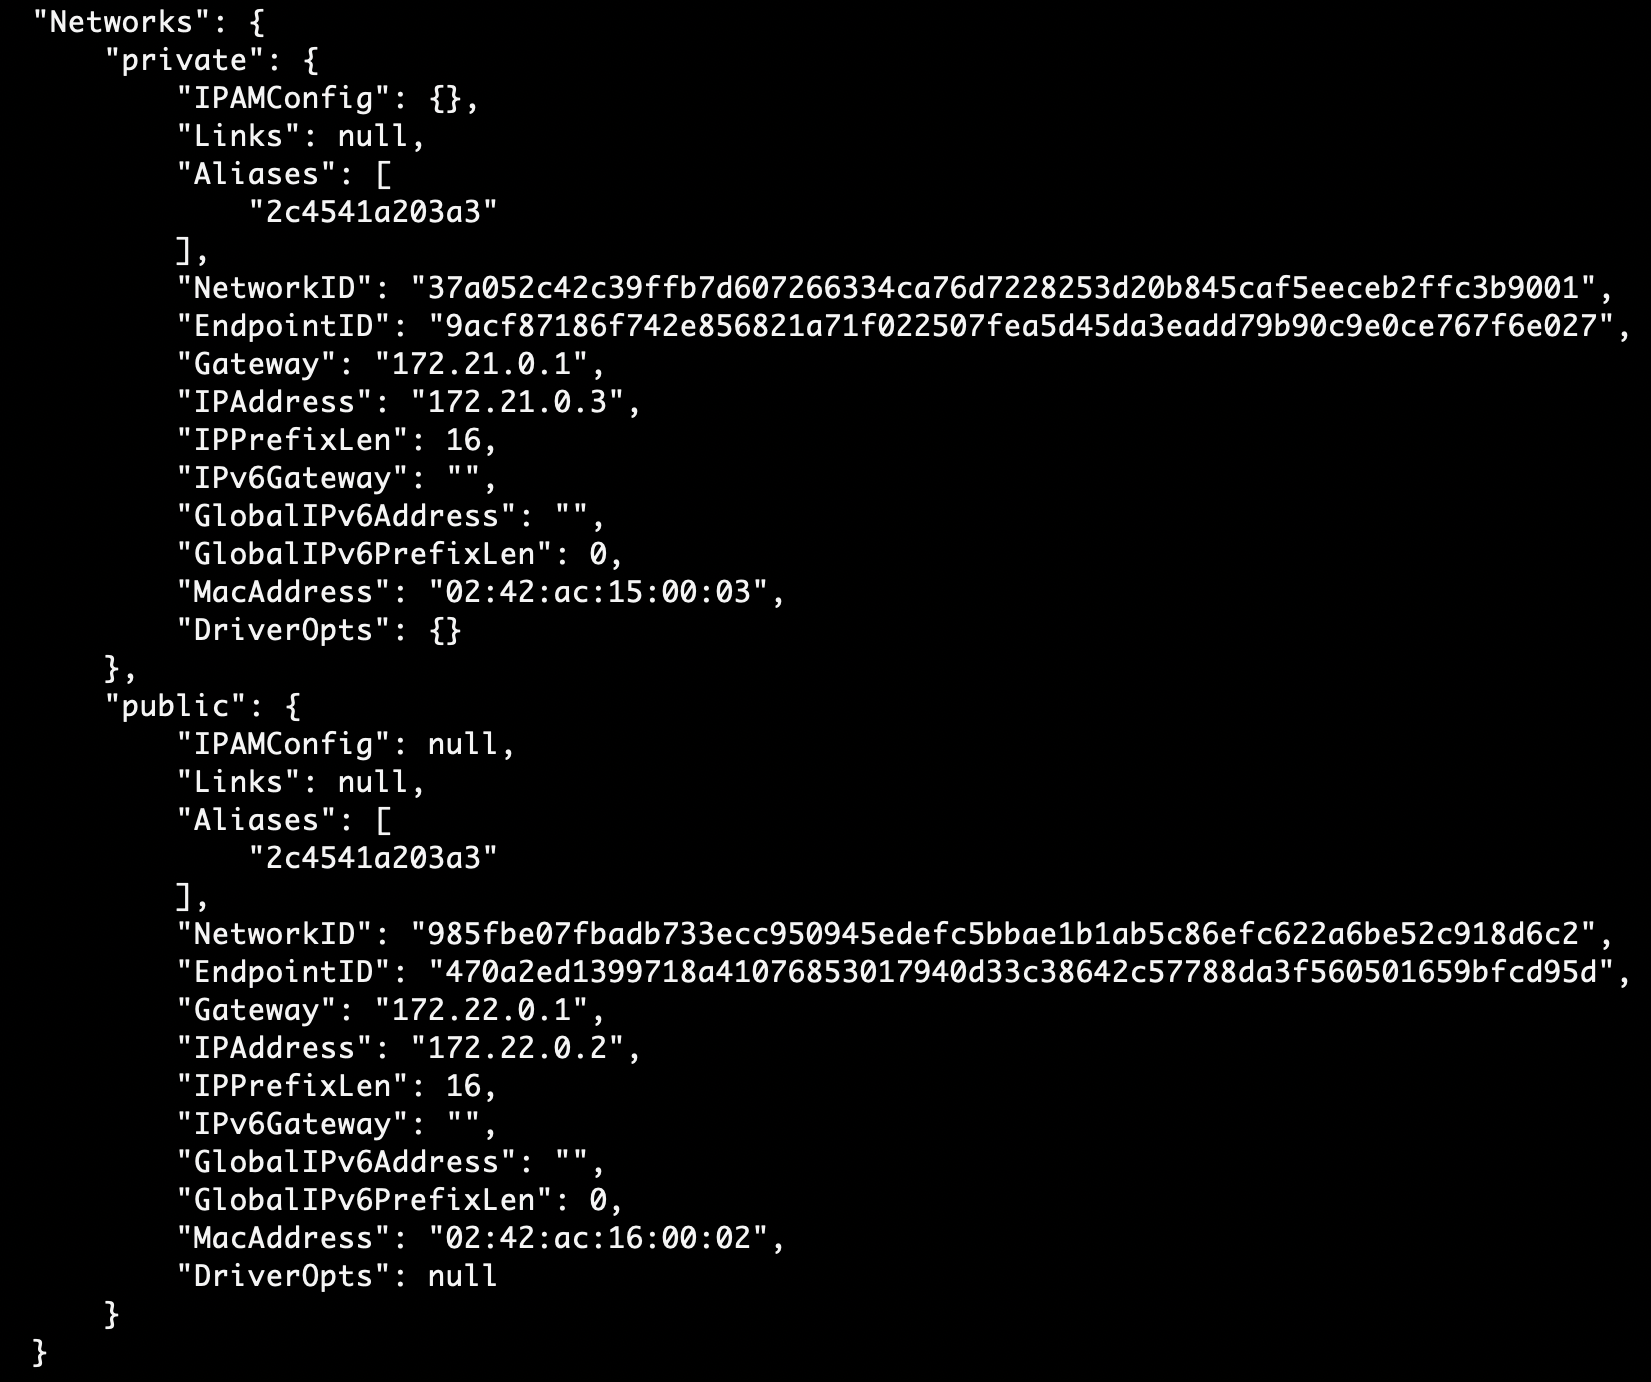 "Networks": {
    "private": {
        "IPAMConfig": {},
        "Links": null,
        "Aliases": [
            "2c4541a203a3"
        ],
        "NetworkID": "37a052c42c39ffb7d607266334ca76d7228253d20b845caf5eeceb2ffc3b9001",
        "EndpointID": "9acf87186f742e856821a71f022507fea5d45da3eadd79b90c9e0ce767f6e027",
        "Gateway": "172.21.0.1",
        "IPAddress": "172.21.0.3",
        "IPPrefixLen": 16,
        "IPv6Gateway": "",
        "GlobalIPv6Address": "",
        "GlobalIPv6PrefixLen": 0,
        "MacAddress": "02:42:ac:15:00:03",
        "DriverOpts": {}
    },
    "public": {
        "IPAMConfig": null,
        "Links": null,
        "Aliases": [
            "2c4541a203a3"
        ],
        "NetworkID": "985fbe07fbadb733ecc950945edefc5bbae1b1ab5c86efc622a6be52c918d6c2",
        "EndpointID": "470a2ed1399718a41076853017940d33c38642c57788da3f560501659bfcd95d",
        "Gateway": "172.22.0.1",
        "IPAddress": "172.22.0.2",
        "IPPrefixLen": 16,
        "IPv6Gateway": "",
        "GlobalIPv6Address": "",
        "GlobalIPv6PrefixLen": 0,
        "MacAddress": "02:42:ac:16:00:02",
        "DriverOpts": null
    }
}